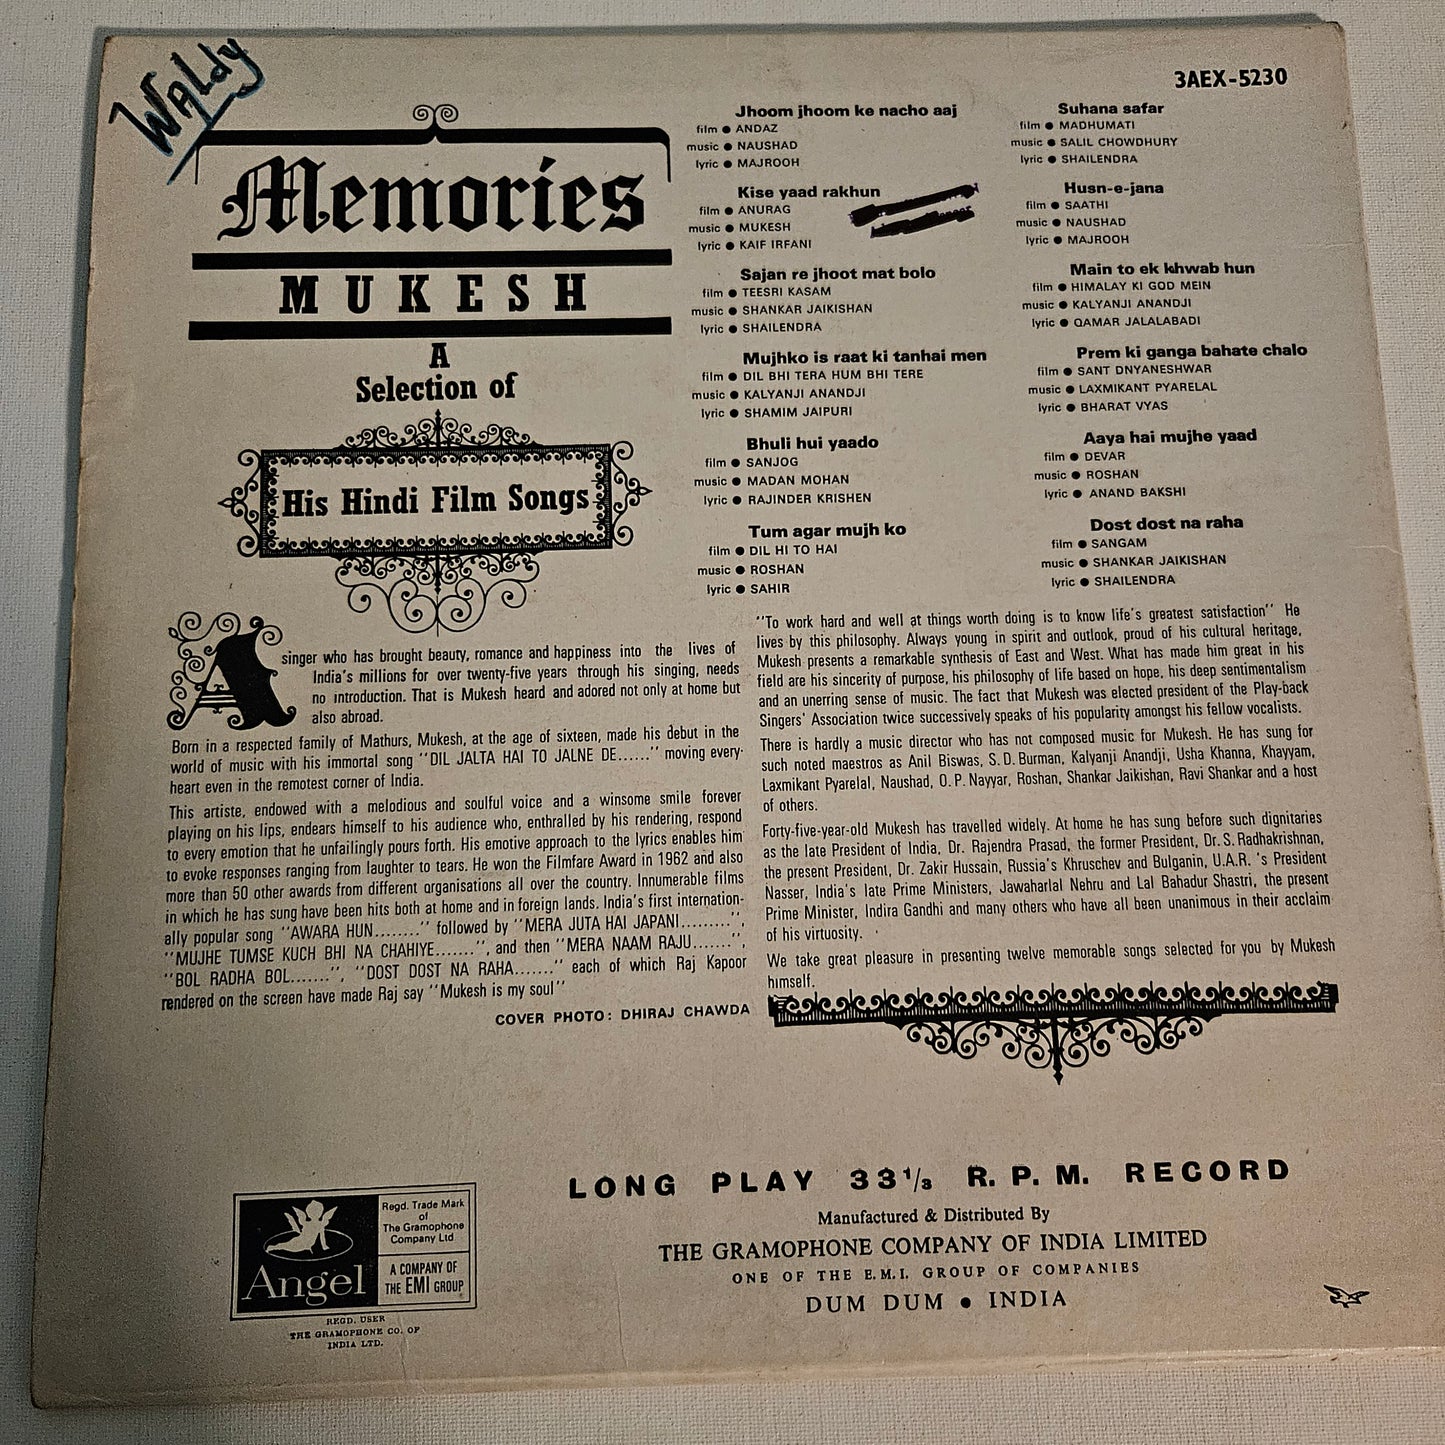 Waldy
3AEX-5230
Memories
MUKESH
A
Selection of
His Hindi Film Songs
Jhoom jhoom ke nacho aaj
film ● ANDAZ
music ● NAUSHAD
lyric ● MAJROOH
Kise yaad rakhun
film ● ANURAG
music ● MUKESH
lyric ● KAIF IRFANI
Sajan re jhoot mat bolo
film ● TEESRI KASAM
music ● SHANKAR JAIKISHAN
lyric ● SHAILENDRA
Mujhko is raat ki tanhai men
film ● DIL BHI TERA HUM BHI TERE
music ● KALYANJI ANANDJI
lyric ● SHAMIM JAIPURI
Bhuli hui yaado
film ● SANJOG
music ● MADAN MOHAN
lyric ● RAJINDER KRISHEN
Tum agar mujh ko
film ● DIL HI TO HAI
music ● ROSHAN
lyric ● SAHIR
Suhana safar
film ● MADHUMATI
music ● SALIL CHOWDHURY
lyric ● SHAILENDRA
Husn-e-jana
film ● SAATHI
music ● NAUSHAD
lyric ● MAJROOH
Main to ek khwab hun
film ● HIMALAY KI GOD MEIN
music ● KALYANJI ANANDJI
lyric ● QAMAR JALALABADI
Prem ki ganga bahate chalo
film ● SANT DNYANESHWAR
music ● LAXMIKANT PYARELAL
lyric ● BHARAT VYAS
Aaya hai mujhe yaad
film ● DEVAR
music ● ROSHAN
lyric ● ANAND BAKSHI
Dost dost na raha
film ● SANGAM
music ● SHANKAR JAIKISHAN
lyric ● SHAILENDRA
A singer who has brought beauty, romance and happiness into the lives of
India's millions for over twenty-five years through his singing, needs
no introduction. That is Mukesh heard and adored not only at home but
also abroad.
Born in a respected family of Mathurs, Mukesh, at the age of sixteen, made his debut in the
world of music with his immortal song "DIL JALTA HAI TO JALNE DE......" moving every-
heart even in the remotest corner of India.
This artiste, endowed with a melodious and soulful voice and a winsome smile forever
playing on his lips, endears himself to his audience who, enthralled by his rendering, respond
to every emotion that he unfailingly pours forth. His emotive approach to the lyrics enables him
to evoke responses ranging from laughter to tears. He won the Filmfare Award in 1962 and also
more than 50 other awards from different organisations all over the country. Innumerable films
in which he has sung have been hits both at home and in foreign lands. India's first internation-
ally popular song "AWARA HUN........" followed by "MERA JUTA HAI JAPANI.........",
"MUJHE TUMSE KUCH BHI NA CHAHIYE.......", and then "MERA NAAM RAJU.......",
"BOL RADHA BOL.......", "DOST DOST NA RAHA......." each of which Raj Kapoor
rendered on the screen have made Raj say "Mukesh is my soul"
COVER PHOTO: DHIRAJ CHAWDA
"To work hard and well at things worth doing is to know life's greatest satisfaction" He
lives by this philosophy. Always young in spirit and outlook, proud of his cultural heritage,
Mukesh presents a remarkable synthesis of East and West. What has made him great in his
field are his sincerity of purpose, his philosophy of life based on hope, his deep sentimentalism
and an unerring sense of music. The fact that Mukesh was elected president of the Play-back
Singers' Association twice successively speaks of his popularity amongst his fellow vocalists.
There is hardly a music director who has not composed music for Mukesh. He has sung for
such noted maestros as Anil Biswas, S.D. Burman, Kalyanji Anandji, Usha Khanna, Khayyam,
Laxmikant Pyarelal, Naushad, O.P. Nayyar, Roshan, Shankar Jaikishan, Ravi Shankar and a host
of others.
Forty-five-year-old Mukesh has travelled widely. At home he has sung before such dignitaries
as the late President of India, Dr. Rajendra Prasad, the former President, Dr. S. Radhakrishnan,
the present President, Dr. Zakir Hussain, Russia's Khruschev and Bulganin, U.A.R. 's President
Nasser, India's late Prime Ministers, Jawaharlal Nehru and Lal Bahadur Shastri, the present
Prime Minister, Indira Gandhi and many others who have all been unanimous in their acclaim
of his virtuosity.
We take great pleasure in presenting twelve memorable songs selected for you by Mukesh
himself.
Angel
Regd. Trade Mark
of
The Gramophone
Company Ltd
A COMPANY OF
THE EMI GROUP
REGD. USER
THE GRAMOPHONE CO. OF
INDIA LTD.
LONG PLAY 33⅓ R.P.M. RECORD
Manufactured & Distributed By
THE GRAMOPHONE COMPANY OF INDIA LIMITED
ONE OF THE E.M.I. GROUP OF COMPANIES
DUM DUM ● INDIA